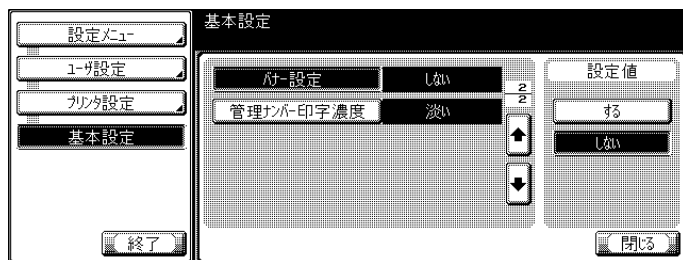 設定メニュー
ユーザ設定
プリンタ設定
基本設定
終了
基本設定
バナー設定 しない
管理ナンバー印字濃度 淡い
2
2
設定値
する
しない
閉じる